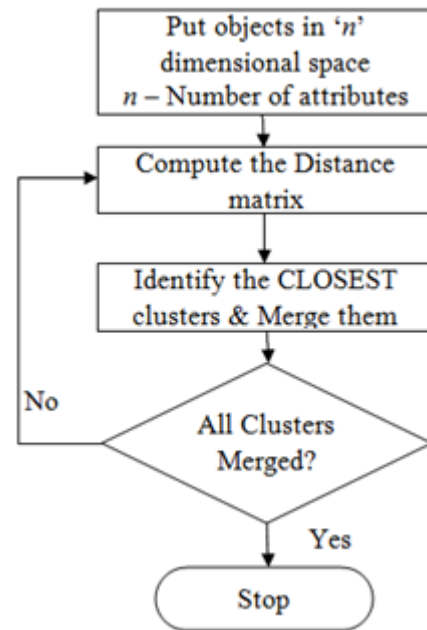 Put objects in ‘n’
dimensional space
n – Number of attributes
Compute the Distance
matrix
Identify the CLOSEST
clusters & Merge them
No
All Clusters
Merged?
Yes
Stop